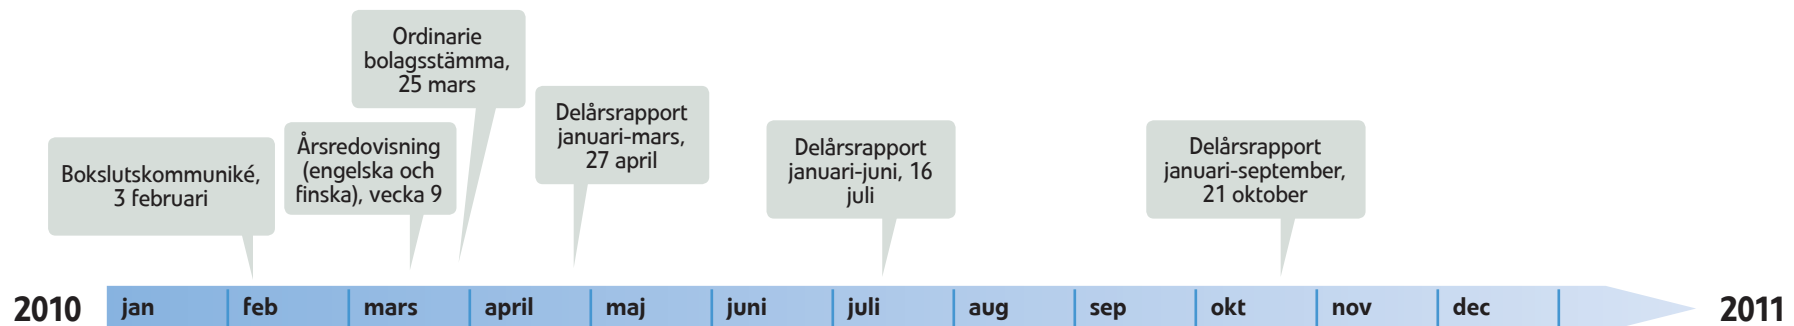 Bokslutskommuniké,
3 februari
Årsredovisning
(engelska och
finska), vecka 9
Ordinarie
bolagsstämma,
25 mars
Delårsrapport
januari-mars,
27 april
Delårsrapport
januari-juni, 16
juli
Delårsrapport
januari-september,
21 oktober
2010 jan feb mars april maj juni juli aug sep okt nov dec 2011